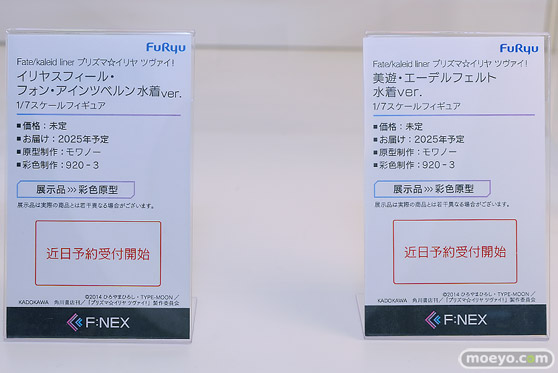 FuRyu
Fate/kaleid liner プリズマ☆イリヤ ツヴァイ!
イリヤスフィール・
フォン・アインツベルン 水着ver.
1/7スケールフィギュア
■価格：未定
■お届け：2025年予定
■原型制作：モワノー
■彩色制作：920-3
展示品 >>> 彩色原型
展示品は実際の商品とは若干異なる場合がございます。
近日予約受付開始
©2014 ひろやまひろし・TYPE-MOON／
KADOKAWA 角川書店刊／「プリズマ☆イリヤ ツヴァイ!」製作委員会
F:NEX
FuRyu
Fate/kaleid liner プリズマ☆イリヤ ツヴァイ!
美遊・エーデルフェルト
水着ver.
1/7スケールフィギュア
■価格：未定
■お届け：2025年予定
■原型制作：モワノー
■彩色制作：920-3
展示品 >>> 彩色原型
展示品は実際の商品とは若干異なる場合がございます。
近日予約受付開始
©2014 ひろやまひろし・TYPE-MOON／
KADOKAWA 角川書店刊／「プリズマ☆イリヤ ツヴァイ!」製作委員会
F:NEX
moeyo.com